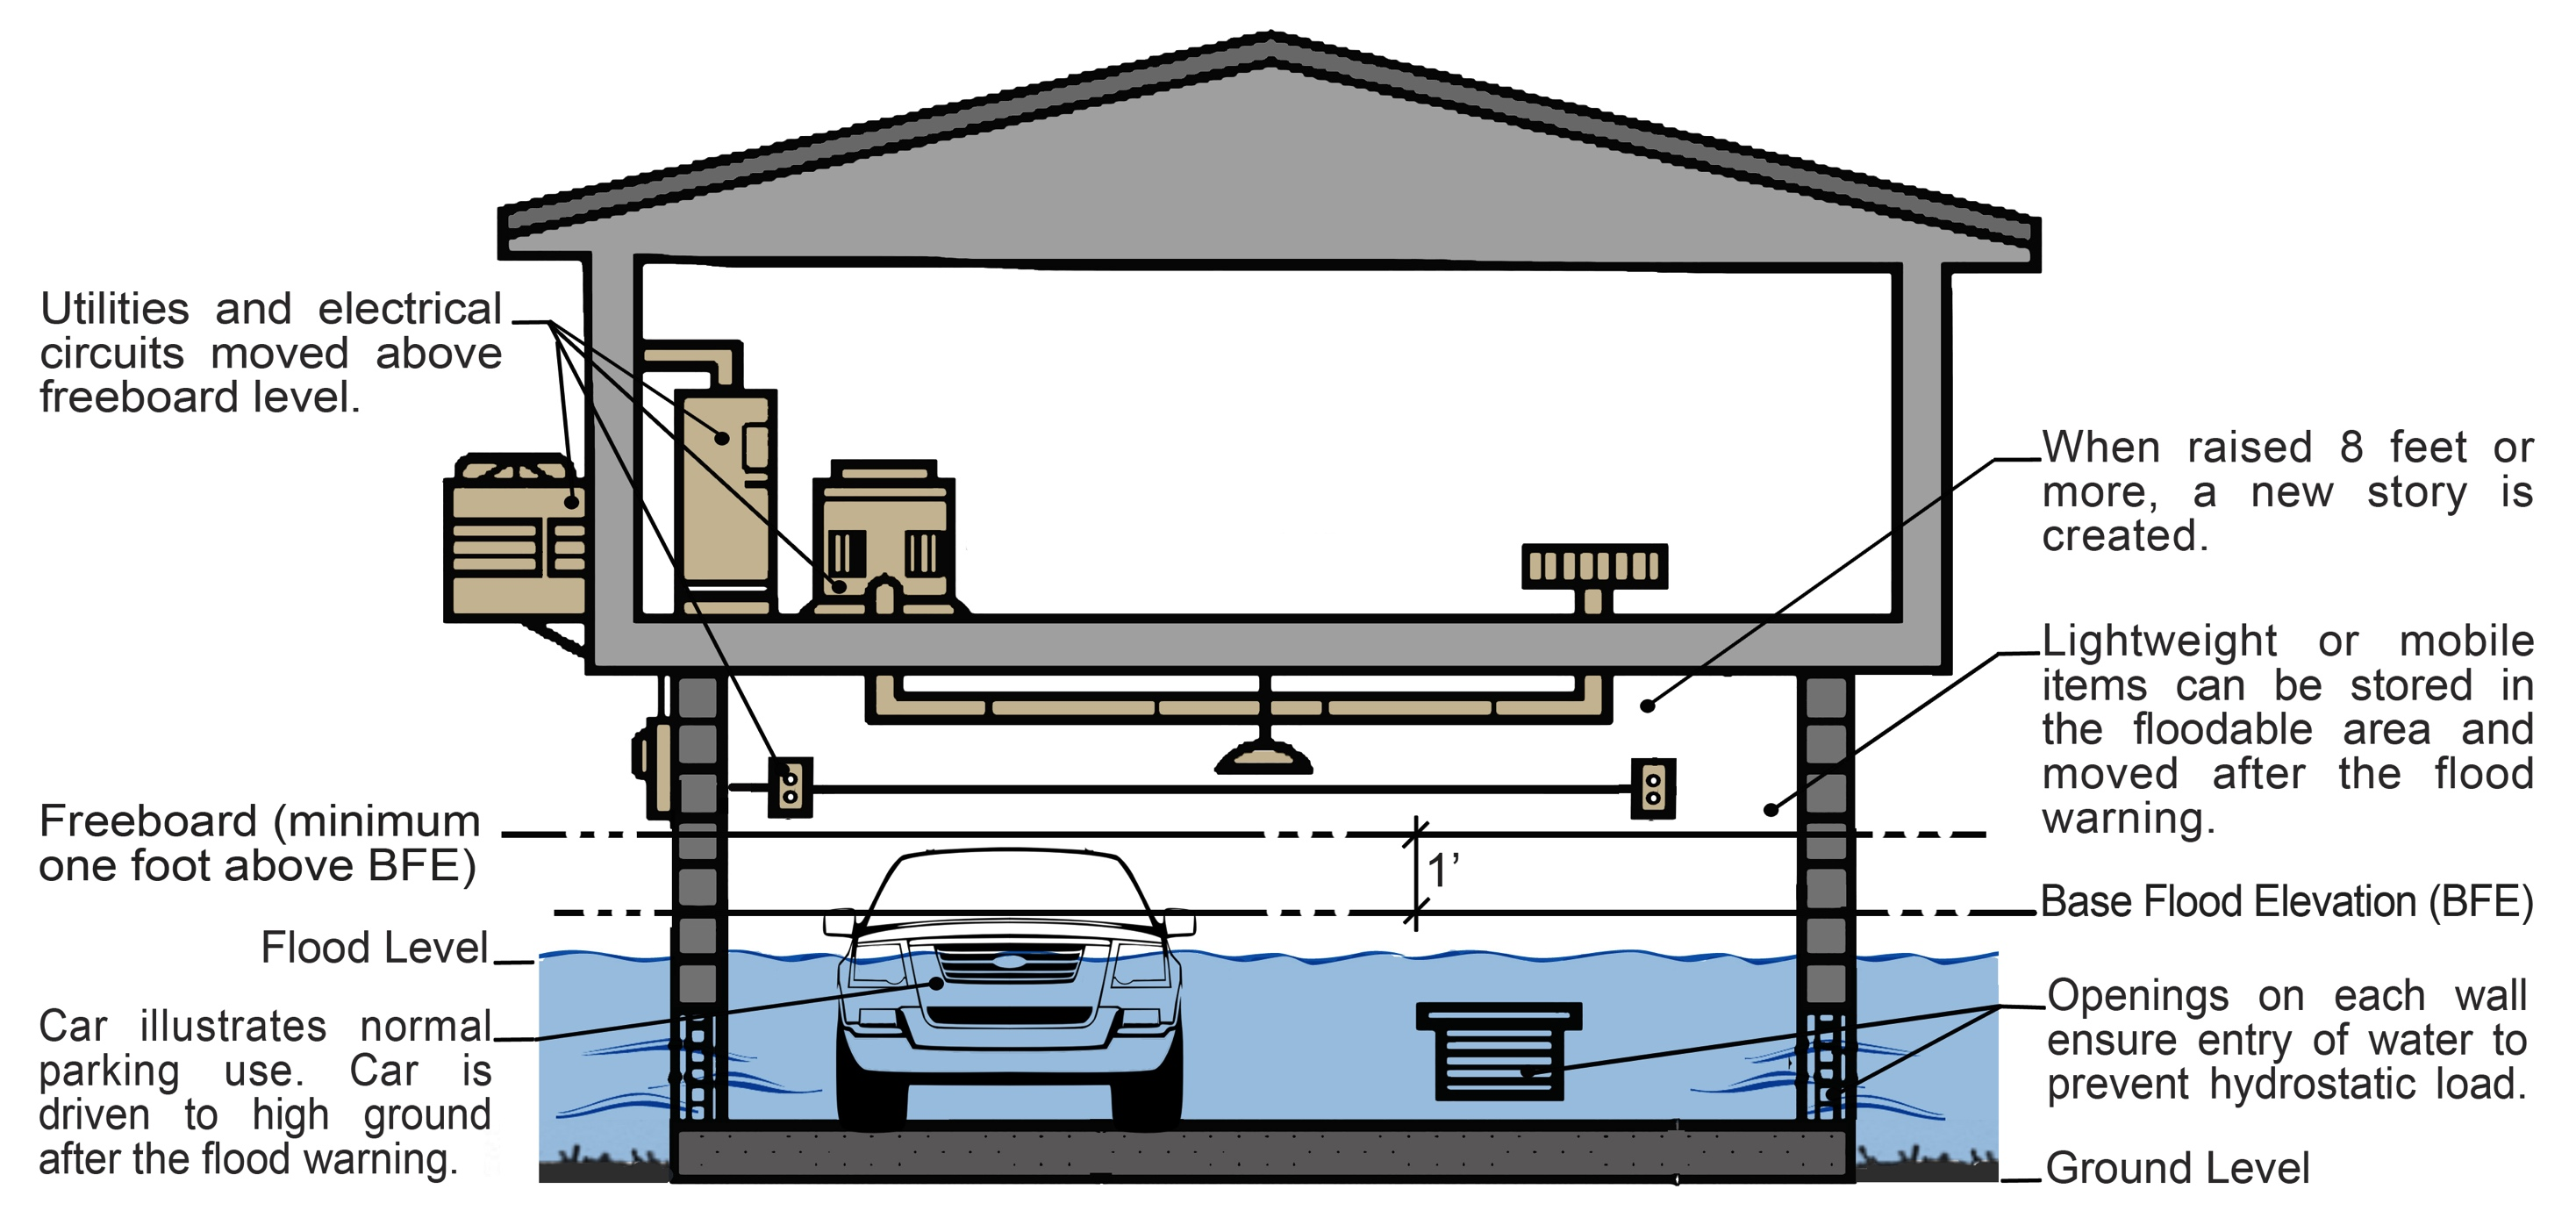 Utilities and electrical
circuits moved above
freeboard level.
When raised 8 feet or
more, a new story is
created.
Lightweight or mobile
items can be stored in
the floodable area and
moved after the flood
warning.
Freeboard (minimum
one foot above BFE)
1’
Base Flood Elevation (BFE)
Flood Level
Car illustrates normal
parking use. Car is
driven to high ground
after the flood warning.
Openings on each wall
ensure entry of water to
prevent hydrostatic load.
Ground Level